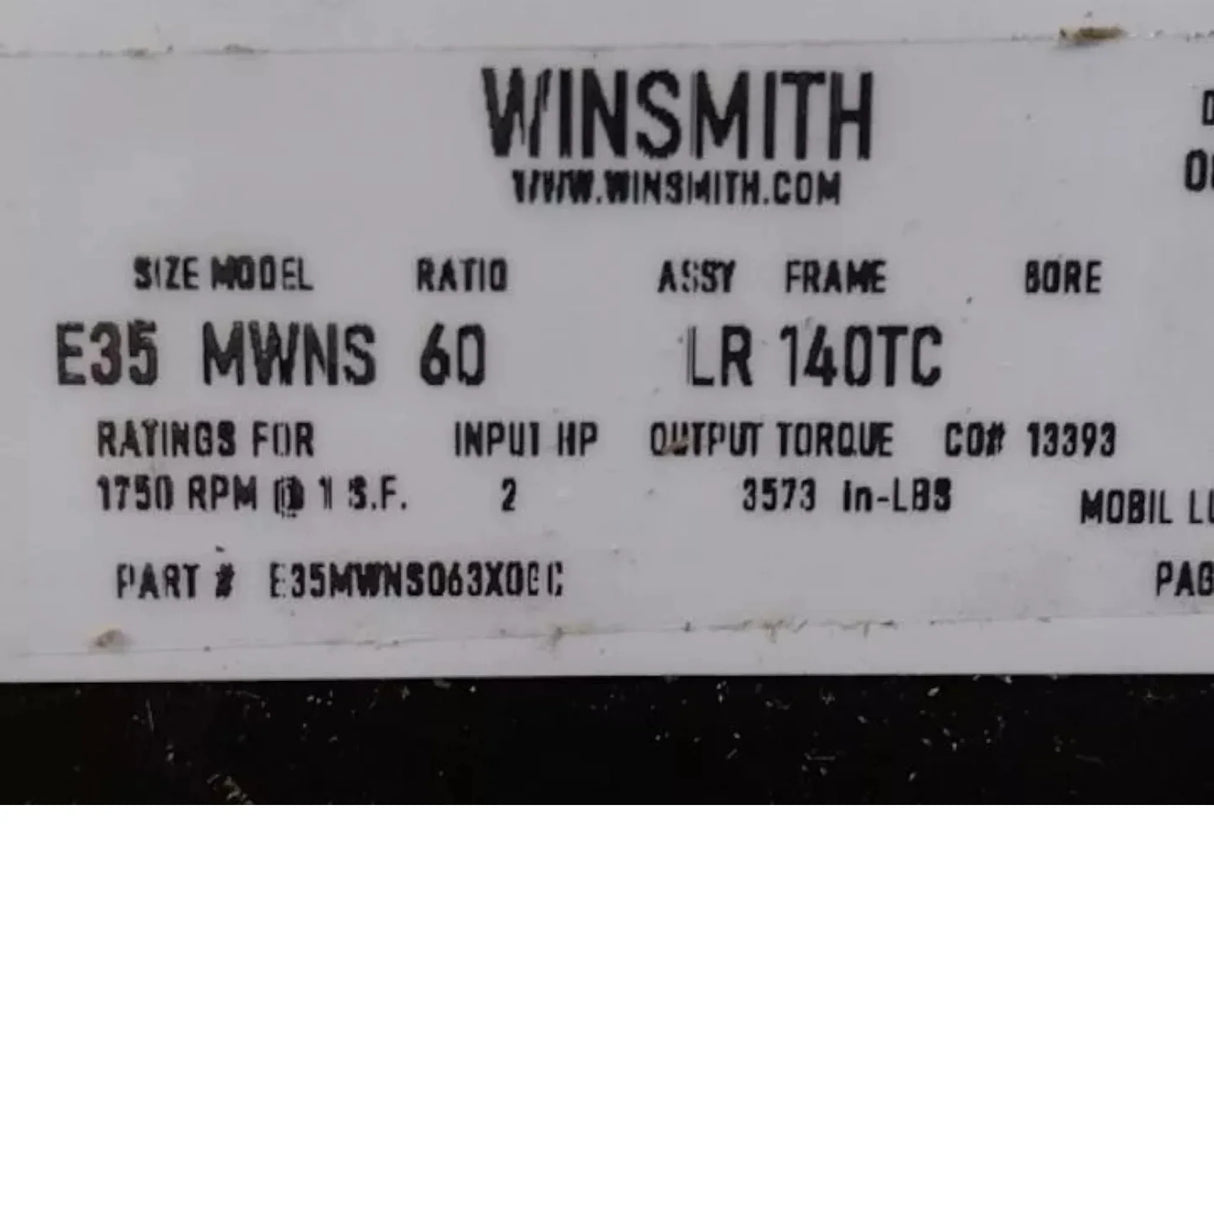 WINSMITH
WWW.WINSMITH.COM
SIZE MODEL RATIO ASSY FRAME BORE
E35 MWNS 60 LR 140TC
RATINGS FOR INPUT HP OUTPUT TORQUE CO# 13393
1750 RPM @ 1 S.F. 2 3573 in-LBS MOBIL
PART #